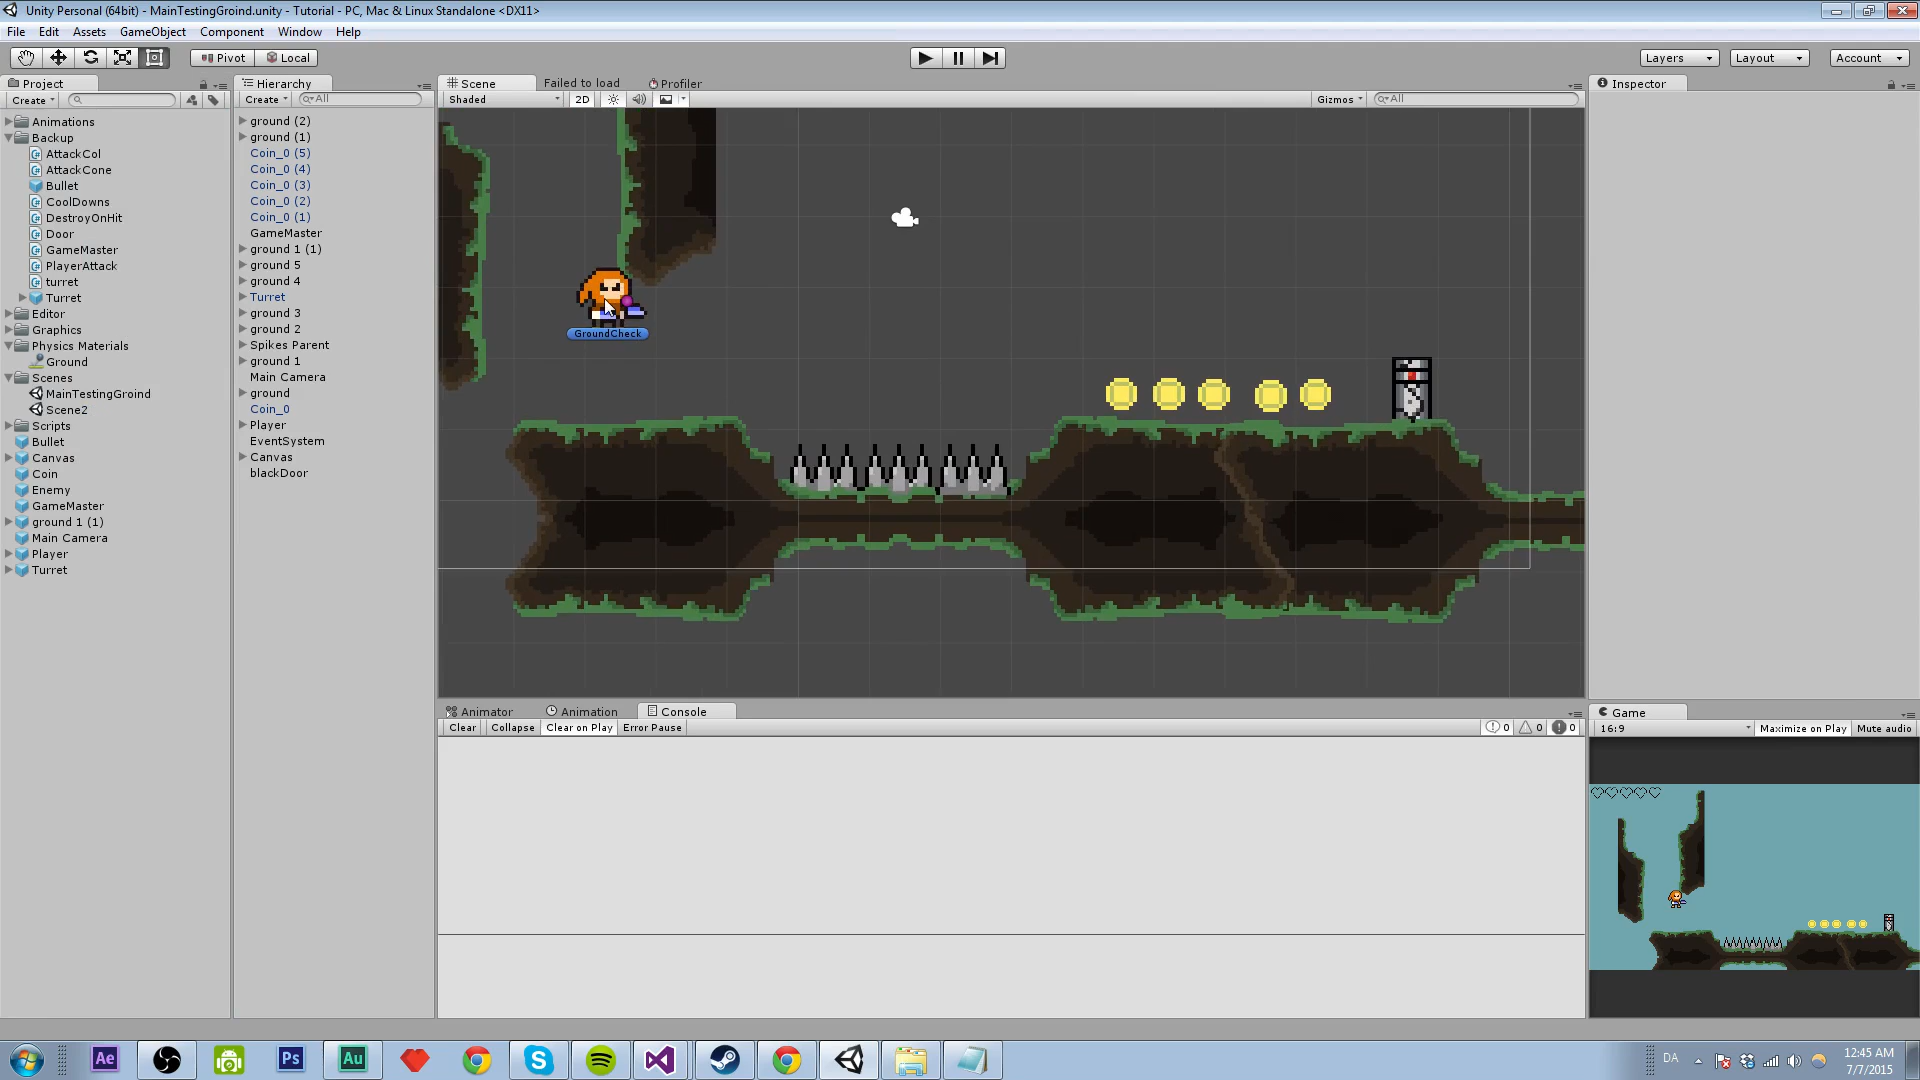 Unity Personal (64bit) - MainTestingGroind.unity - Tutorial - PC, Mac & Linux Standalone <DX11>
File Edit Assets GameObject Component Window Help
Pivot Local Layers Layout Account
Project Hierarchy Scene Failed to load Profiler Inspector
Create Create All Shaded 2D Gizmos All
Animations
Backup
AttackCol
AttackCone
Bullet
CoolDowns
DestroyOnHit
Door
GameMaster
PlayerAttack
turret
Turret
Editor
Graphics
Physics Materials
Ground
Scenes
MainTestingGroind
Scene2
Scripts
Bullet
Canvas
Coin
Enemy
GameMaster
ground 1 (1)
Main Camera
Player
Turret
ground (2)
ground (1)
Coin_0 (5)
Coin_0 (4)
Coin_0 (3)
Coin_0 (2)
Coin_0 (1)
GameMaster
ground 1 (1)
ground 5
ground 4
Turret
ground 3
ground 2
Spikes Parent
ground 1
Main Camera
ground
Coin_0
Player
EventSystem
Canvas
blackDoor
GroundCheck
Animator Animation Console
Clear Collapse Clear on Play Error Pause 0 0 0
Game
16:9 Maximize on Play Mute audio
Ae Ps Au
DA
12:45 AM
7/7/2015